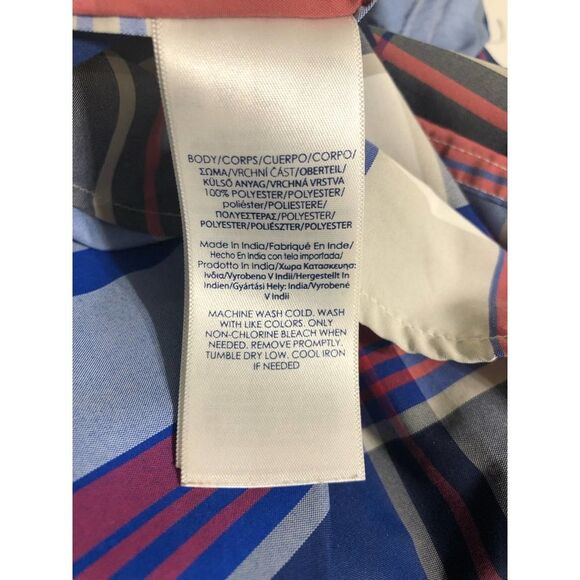 BODY/CORPS/CUERPO/CORPO/
ΣΩΜΑ/VRCHNÍ ČÁST/OBERTEIL/
KÜLSŐ ANYAG/VRCHNÁ VRSTVA
100% POLYESTER/POLYESTER/
poliéster/POLIESTERE/
ΠΟΛΥΕΣΤΕΡΑΣ/POLYESTER/
POLYESTER/POLIÉSZTER/POLYESTER
Made In India/Fabriqué En Inde/
Hecho En India con tela importada/
Prodotto In India/Χωρα Κατασκευησ:
Ινδια/Vyrobeno V Indii/Hergestellt In
Indien/Gyártási Hely: India/Vyrobené
V Indii
MACHINE WASH COLD. WASH
WITH LIKE COLORS. ONLY
NON-CHLORINE BLEACH WHEN
NEEDED. REMOVE PROMPTLY.
TUMBLE DRY LOW. COOL IRON
IF NEEDED